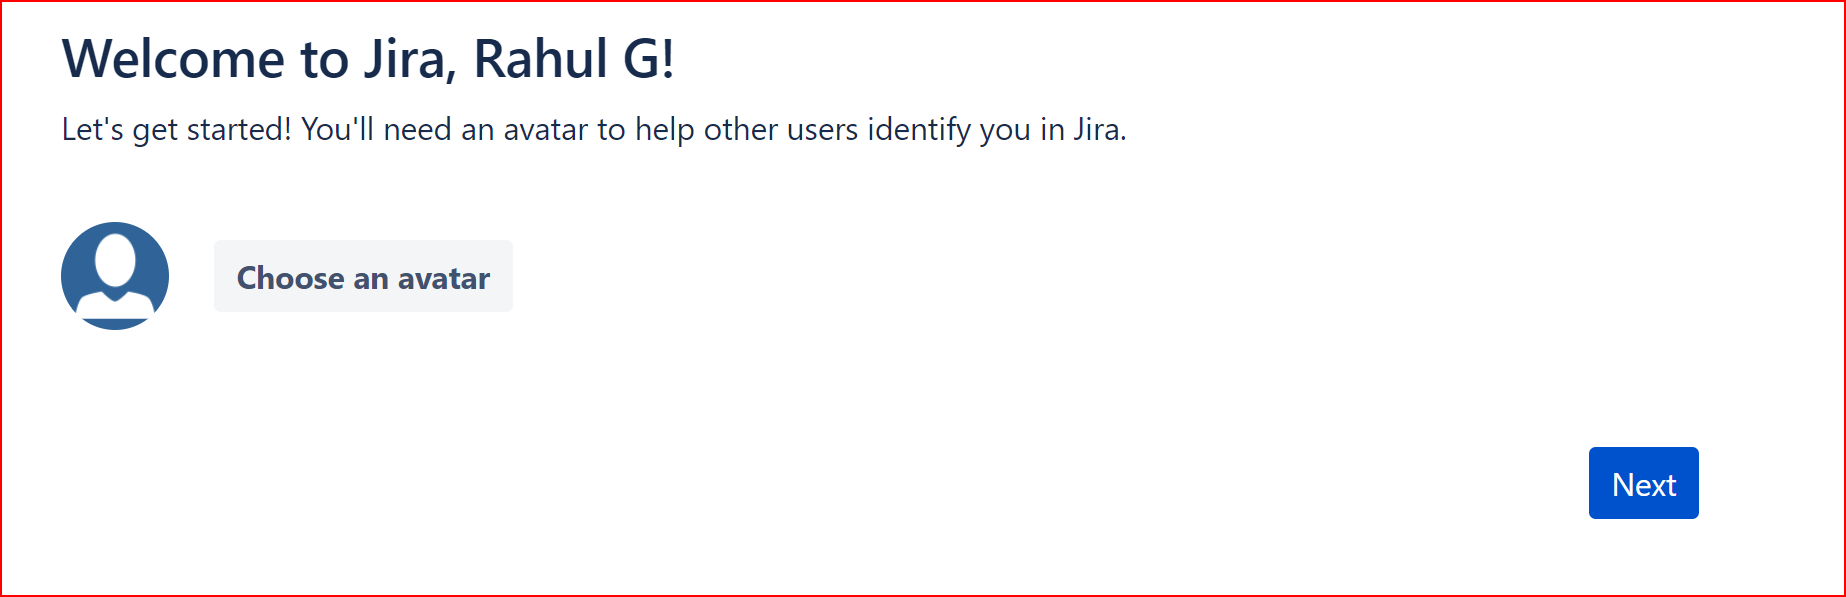 Welcome to Jira, Rahul G!
Let's get started! You'll need an avatar to help other users identify you in Jira.
Choose an avatar
Next